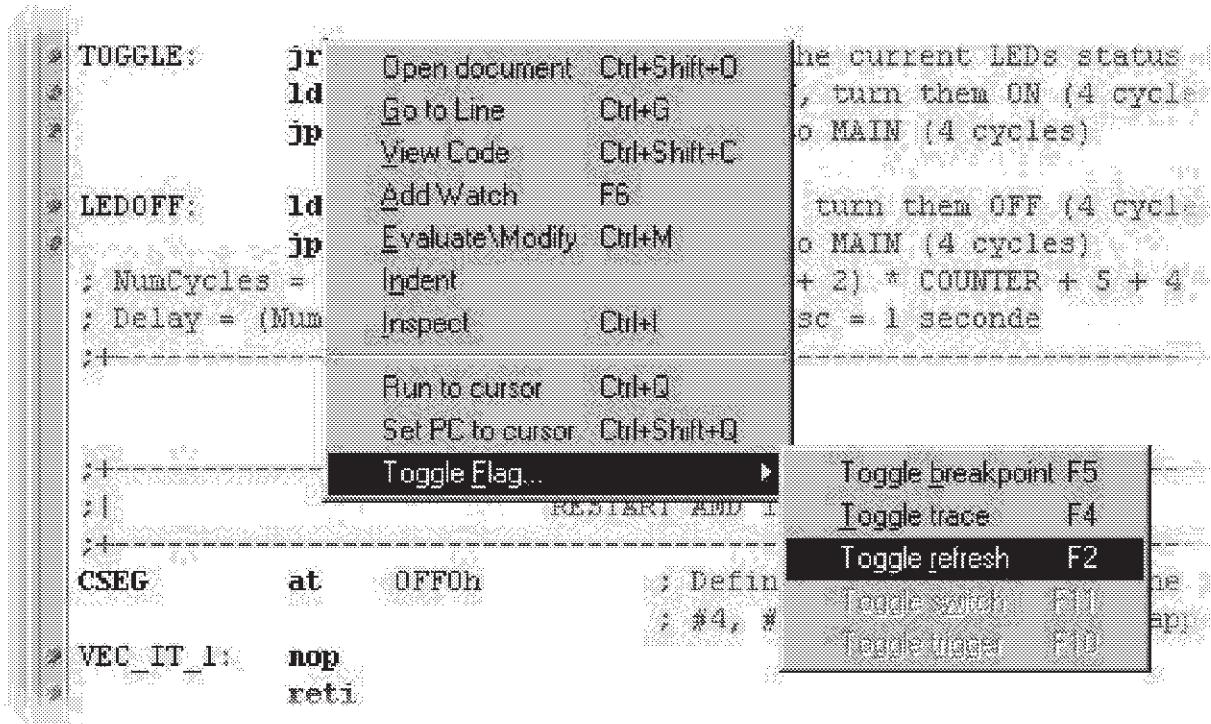 TOGGLE: jr he current LEDs status
ld , turn them ON (4 cycle
jp o MAIN (4 cycles)
LEDOFF: ld turn them OFF (4 cycle
jp o MAIN (4 cycles)
; NumCycles = + 2) * COUNTER + 5 + 4
; Delay = (Num sc = 1 seconde
;+--------------------------------------------------
;+--------------------------------------------------
;| RESTART AND I
;+--------------------------------------------------
CSEG at 0FF0h ; Defin he
; #4, # app
VEC_IT_1: nop
reti
Open document Ctrl+Shift+O
Go to Line Ctrl+G
View Code Ctrl+Shift+C
Add Watch F6
Evaluate\Modify Ctrl+M
Indent
Inspect Ctrl+I
Run to cursor Ctrl+Q
Set PC to cursor Ctrl+Shift+Q
Toggle Flag...
Toggle breakpoint F5
Toggle trace F4
Toggle refresh F2
Toggle switch F11
Toggle trigger F10